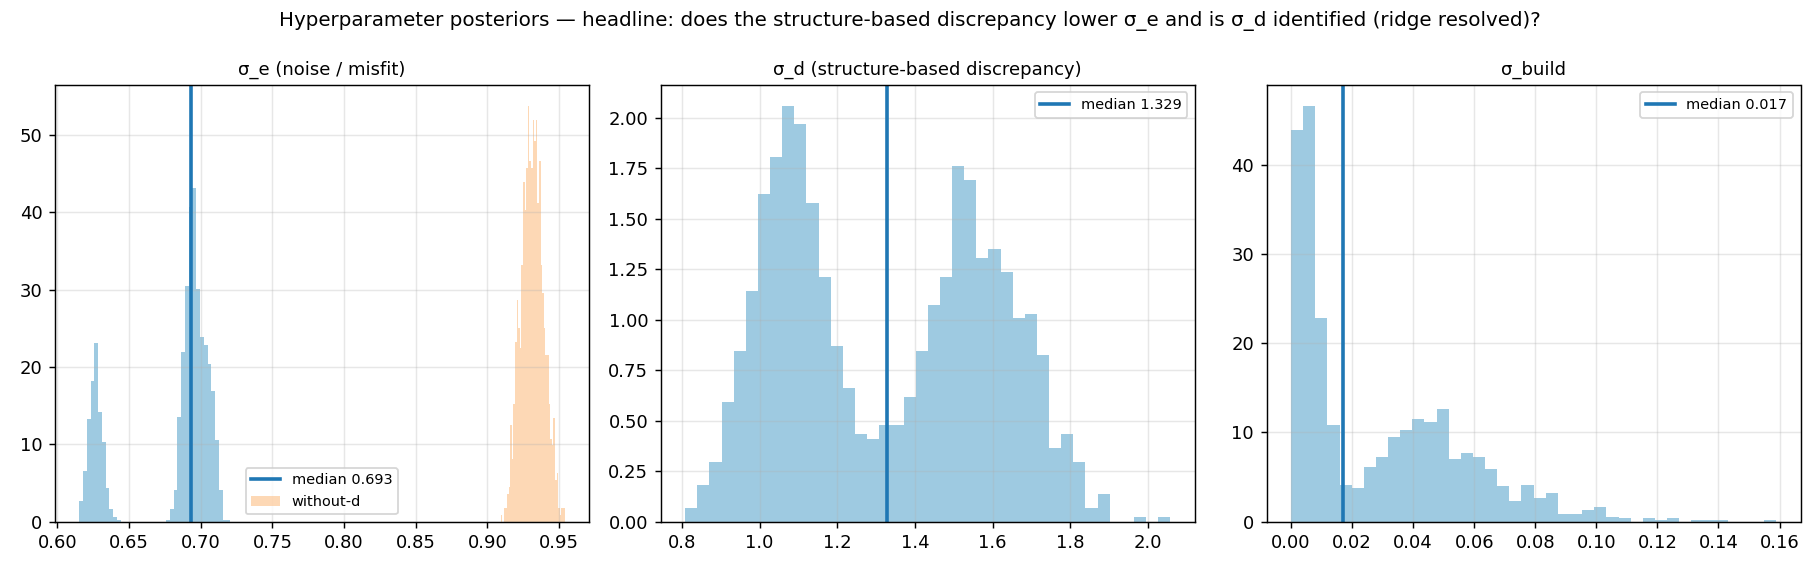 Hyperparameter posteriors — headline: does the structure-based discrepancy lower σ_e and is σ_d identified (ridge resolved)?
σ_e (noise / misfit)
50
40
30
20
10
0
0.60 0.65 0.70 0.75 0.80 0.85 0.90 0.95
median 0.693
without-d
σ_d (structure-based discrepancy)
2.00
1.75
1.50
1.25
1.00
0.75
0.50
0.25
0.00
0.8 1.0 1.2 1.4 1.6 1.8 2.0
median 1.329
σ_build
40
30
20
10
0
0.00 0.02 0.04 0.06 0.08 0.10 0.12 0.14 0.16
median 0.017